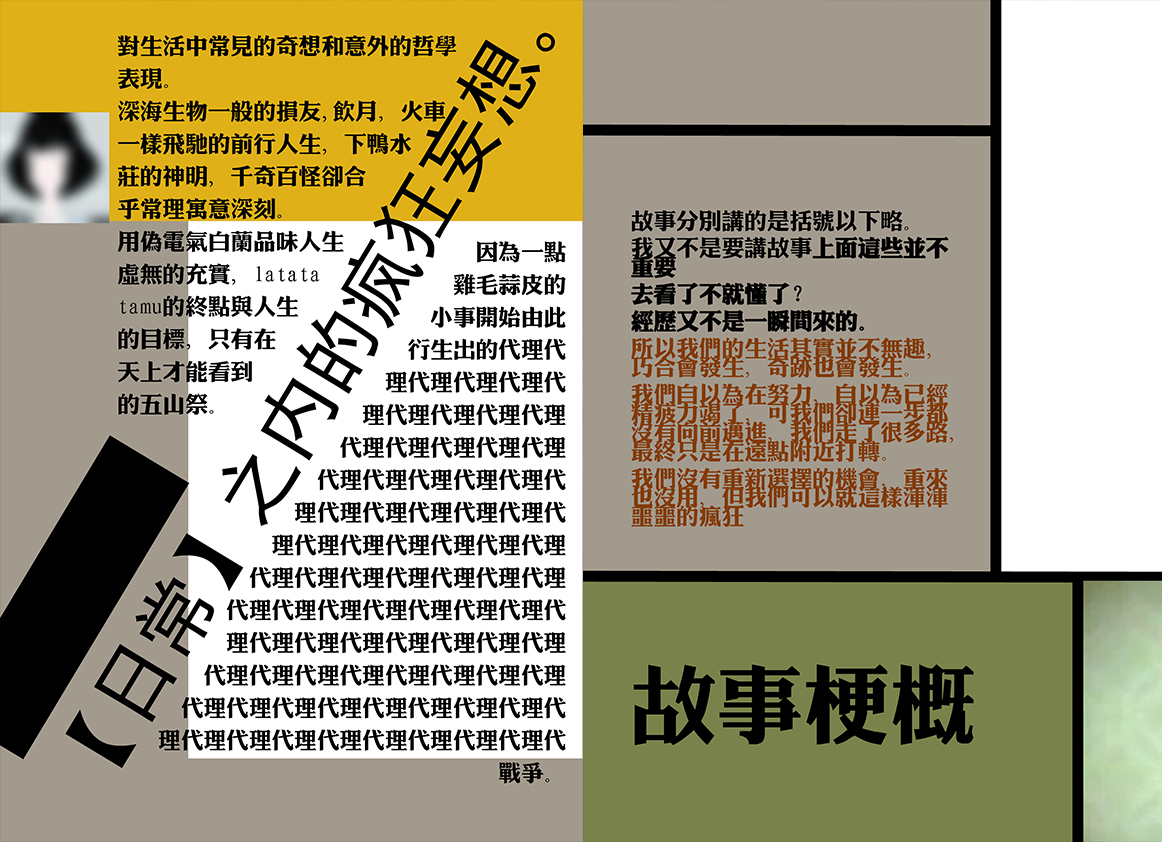 對生活中常見的奇想和意外的哲學
表現。
深海生物一般的損友,飲月，火車
一樣飛馳的前行人生，下鴨水
莊的神明，千奇百怪卻合
乎常理寓意深刻。
用偽電氣白蘭品味人生
虛無的充實，latata
tamu的終點與人生
的目標，只有在
天上才能看到
的五山祭。
【日常】之内的疯狂妄想。
因為一點
雞毛蒜皮的
小事開始由此
衍生出的代理代
理代理代理代理代
理代理代理代理代理
代理代理代理代理代理
代理代理代理代理代理代
理代理代理代理代理代理代
理代理代理代理代理代理代理
代理代理代理代理代理代理代理
代理代理代理代理代理代理代理代
理代理代理代理代理代理代理代理
代理代理代理代理代理代理代理代理
代理代理代理代理代理代理代理代理代
理代理代理代理代理代理代理代理代理代
戰爭。
故事分別講的是括號以下略。
我又不是要講故事上面這些並不
重要
去看了不就懂了？
經歷又不是一瞬間來的。
所以我們的生活其實並不無趣，
巧合會發生，奇跡也會發生。
我們自以為在努力，自以為已經
精疲力竭了，可我們卻連一步都
沒有向前邁進，我們走了很多路，
最終只是在遠點附近打轉。
我們沒有重新選擇的機會，重來
也沒用，但我們可以就這樣渾渾
噩噩的瘋狂
故事梗概